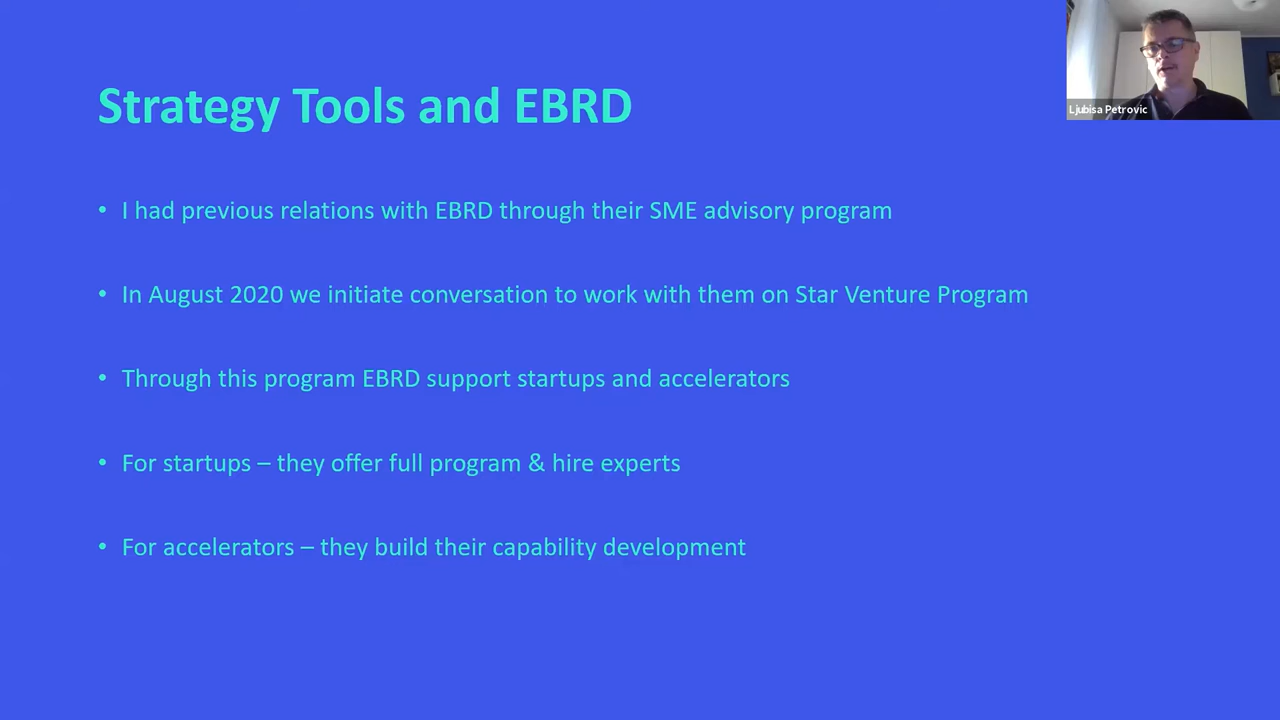 Strategy Tools and EBRD
Ljubisa Petrovic
• I had previous relations with EBRD through their SME advisory program
• In August 2020 we initiate conversation to work with them on Star Venture Program
• Through this program EBRD support startups and accelerators
• For startups – they offer full program & hire experts
• For accelerators – they build their capability development